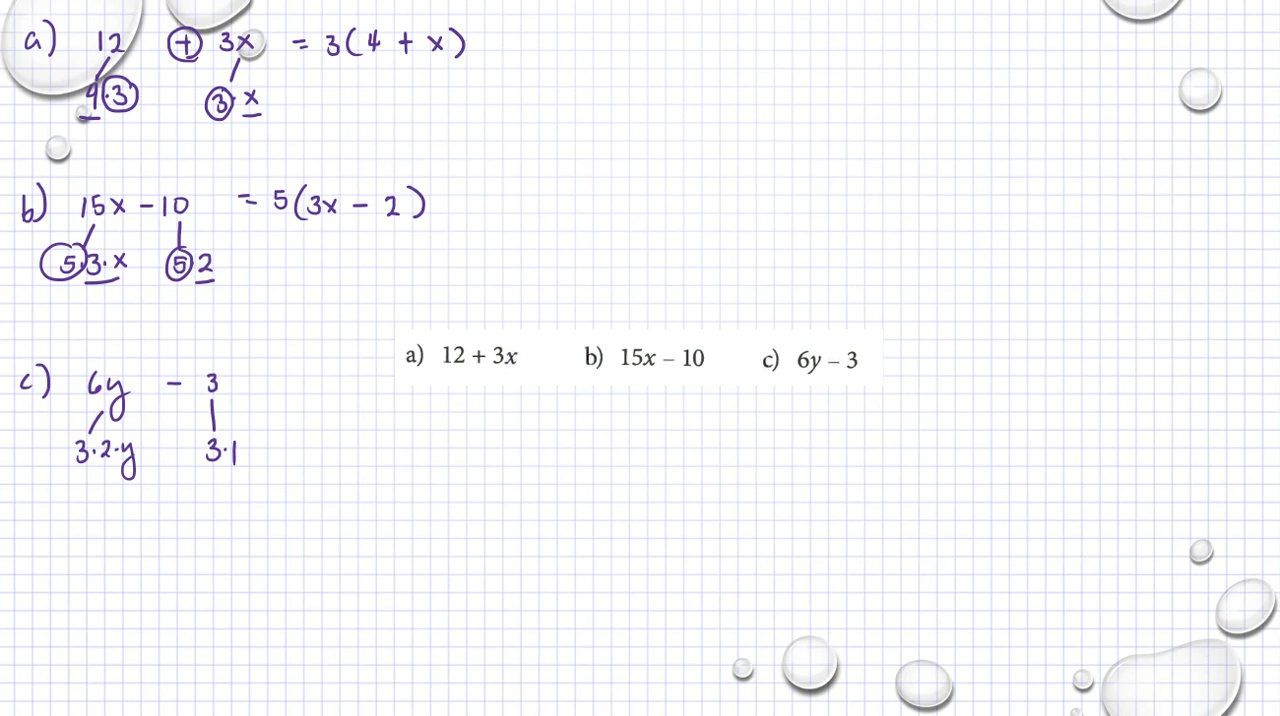 a) 12 + 3x = 3(4 + x)
4·3 3·x
b) 15x − 10 = 5(3x − 2)
5·3·x 5·2
a) 12 + 3x b) 15x − 10 c) 6y − 3
c) 6y − 3
3·2·y 3·1